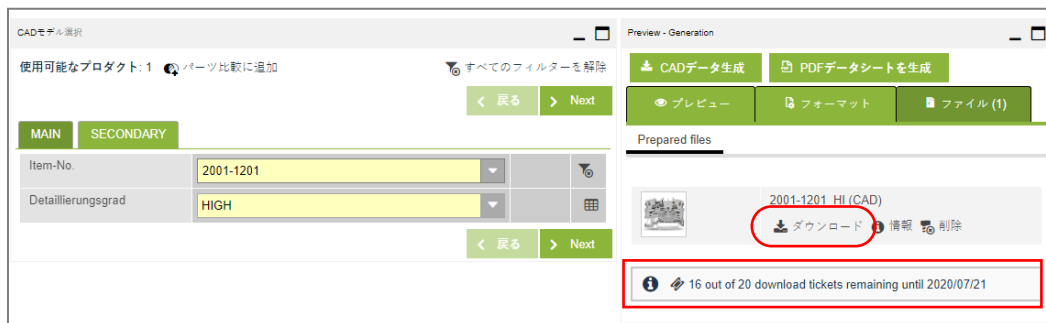 CADモデル選択
使用可能なプロダクト: 1 パーツ比較に追加 すべてのフィルターを解除
戻る Next
MAIN SECONDARY
Item-No. 2001-1201
Detaillierungsgrad HIGH
戻る Next
Preview - Generation
CADデータ生成 PDFデータシートを生成
プレビュー フォーマット ファイル (1)
Prepared files
2001-1201_HI (CAD)
ダウンロード 情報 削除
16 out of 20 download tickets remaining until 2020/07/21